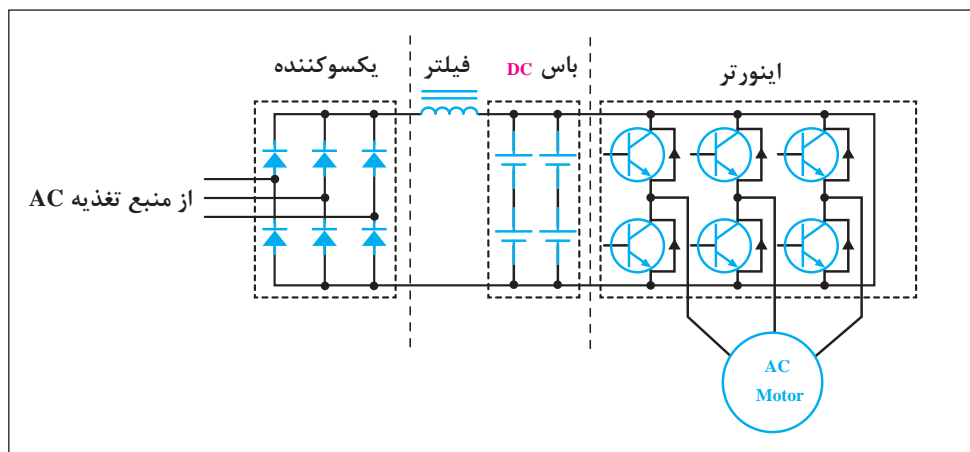 یکسوکننده
فیلتر
باس DC
اینورتر
از منبع تغذیه AC
AC
Motor